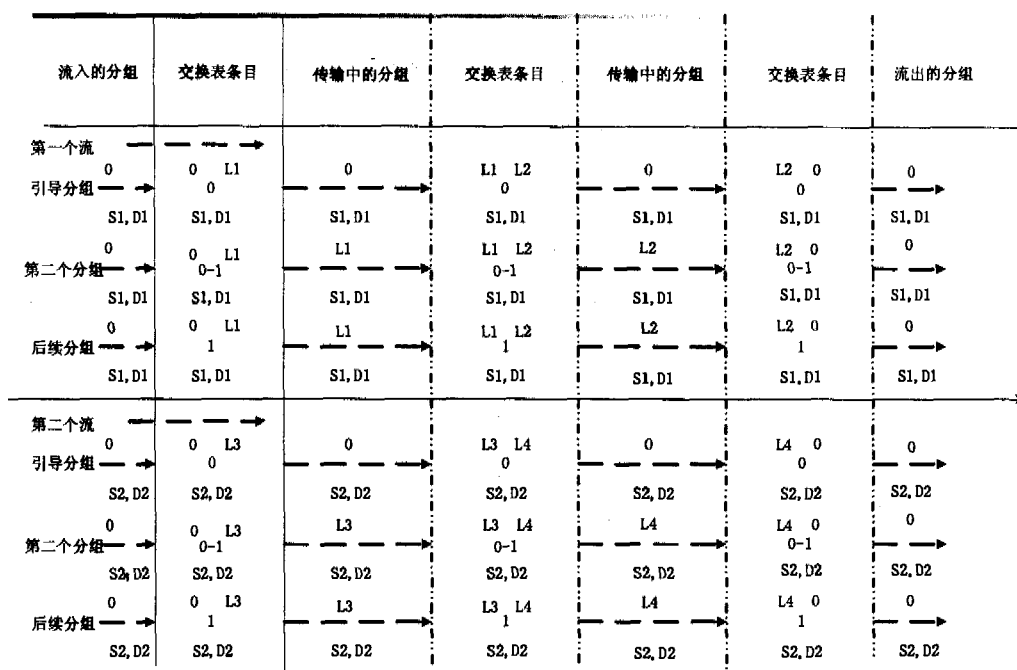 流入的分组 交换表条目 传输中的分组 交换表条目 传输中的分组 交换表条目 流出的分组
第一个流
0 0 L1 0 L1 L2 0 L2 0 0
引导分组 0 0 0
S1,D1 S1,D1 S1,D1 S1,D1 S1,D1 S1,D1 S1,D1
0 0 L1 L1 L1 L2 L2 L2 0 0
第二个分组 0-1 0-1 0-1
S1,D1 S1,D1 S1,D1 S1,D1 S1,D1 S1,D1 S1,D1
0 0 L1 L1 L1 L2 L2 L2 0 0
后续分组 1 1 1
S1,D1 S1,D1 S1,D1 S1,D1 S1,D1 S1,D1 S1,D1
第二个流
0 0 L3 0 L3 L4 0 L4 0 0
引导分组 0 0 0
S2,D2 S2,D2 S2,D2 S2,D2 S2,D2 S2,D2 S2,D2
0 0 L3 L3 L3 L4 L4 L4 0 0
第二个分组 0-1 0-1 0-1
S2,D2 S2,D2 S2,D2 S2,D2 S2,D2 S2,D2 S2.D2
0 0 L3 L3 L3 L4 L4 L4 0 0
后续分组 1 1 1
S2,D2 S2,D2 S2,D2 S2,D2 S2,D2 S2,D2 S2,D2